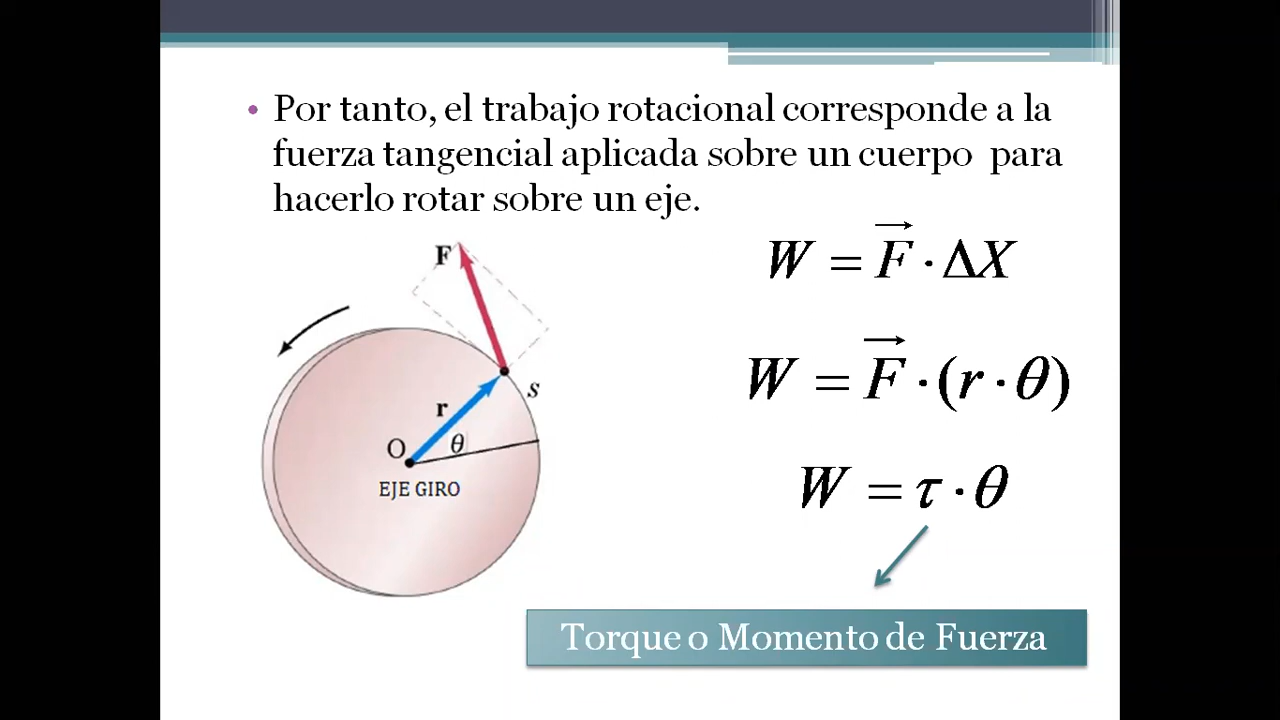 • Por tanto, el trabajo rotacional corresponde a la
fuerza tangencial aplicada sobre un cuerpo para
hacerlo rotar sobre un eje.
F
W = F⃗ · ΔX
W = F⃗ · (r · θ)
s
r
O
θ
EJE GIRO
W = τ · θ
Torque o Momento de Fuerza